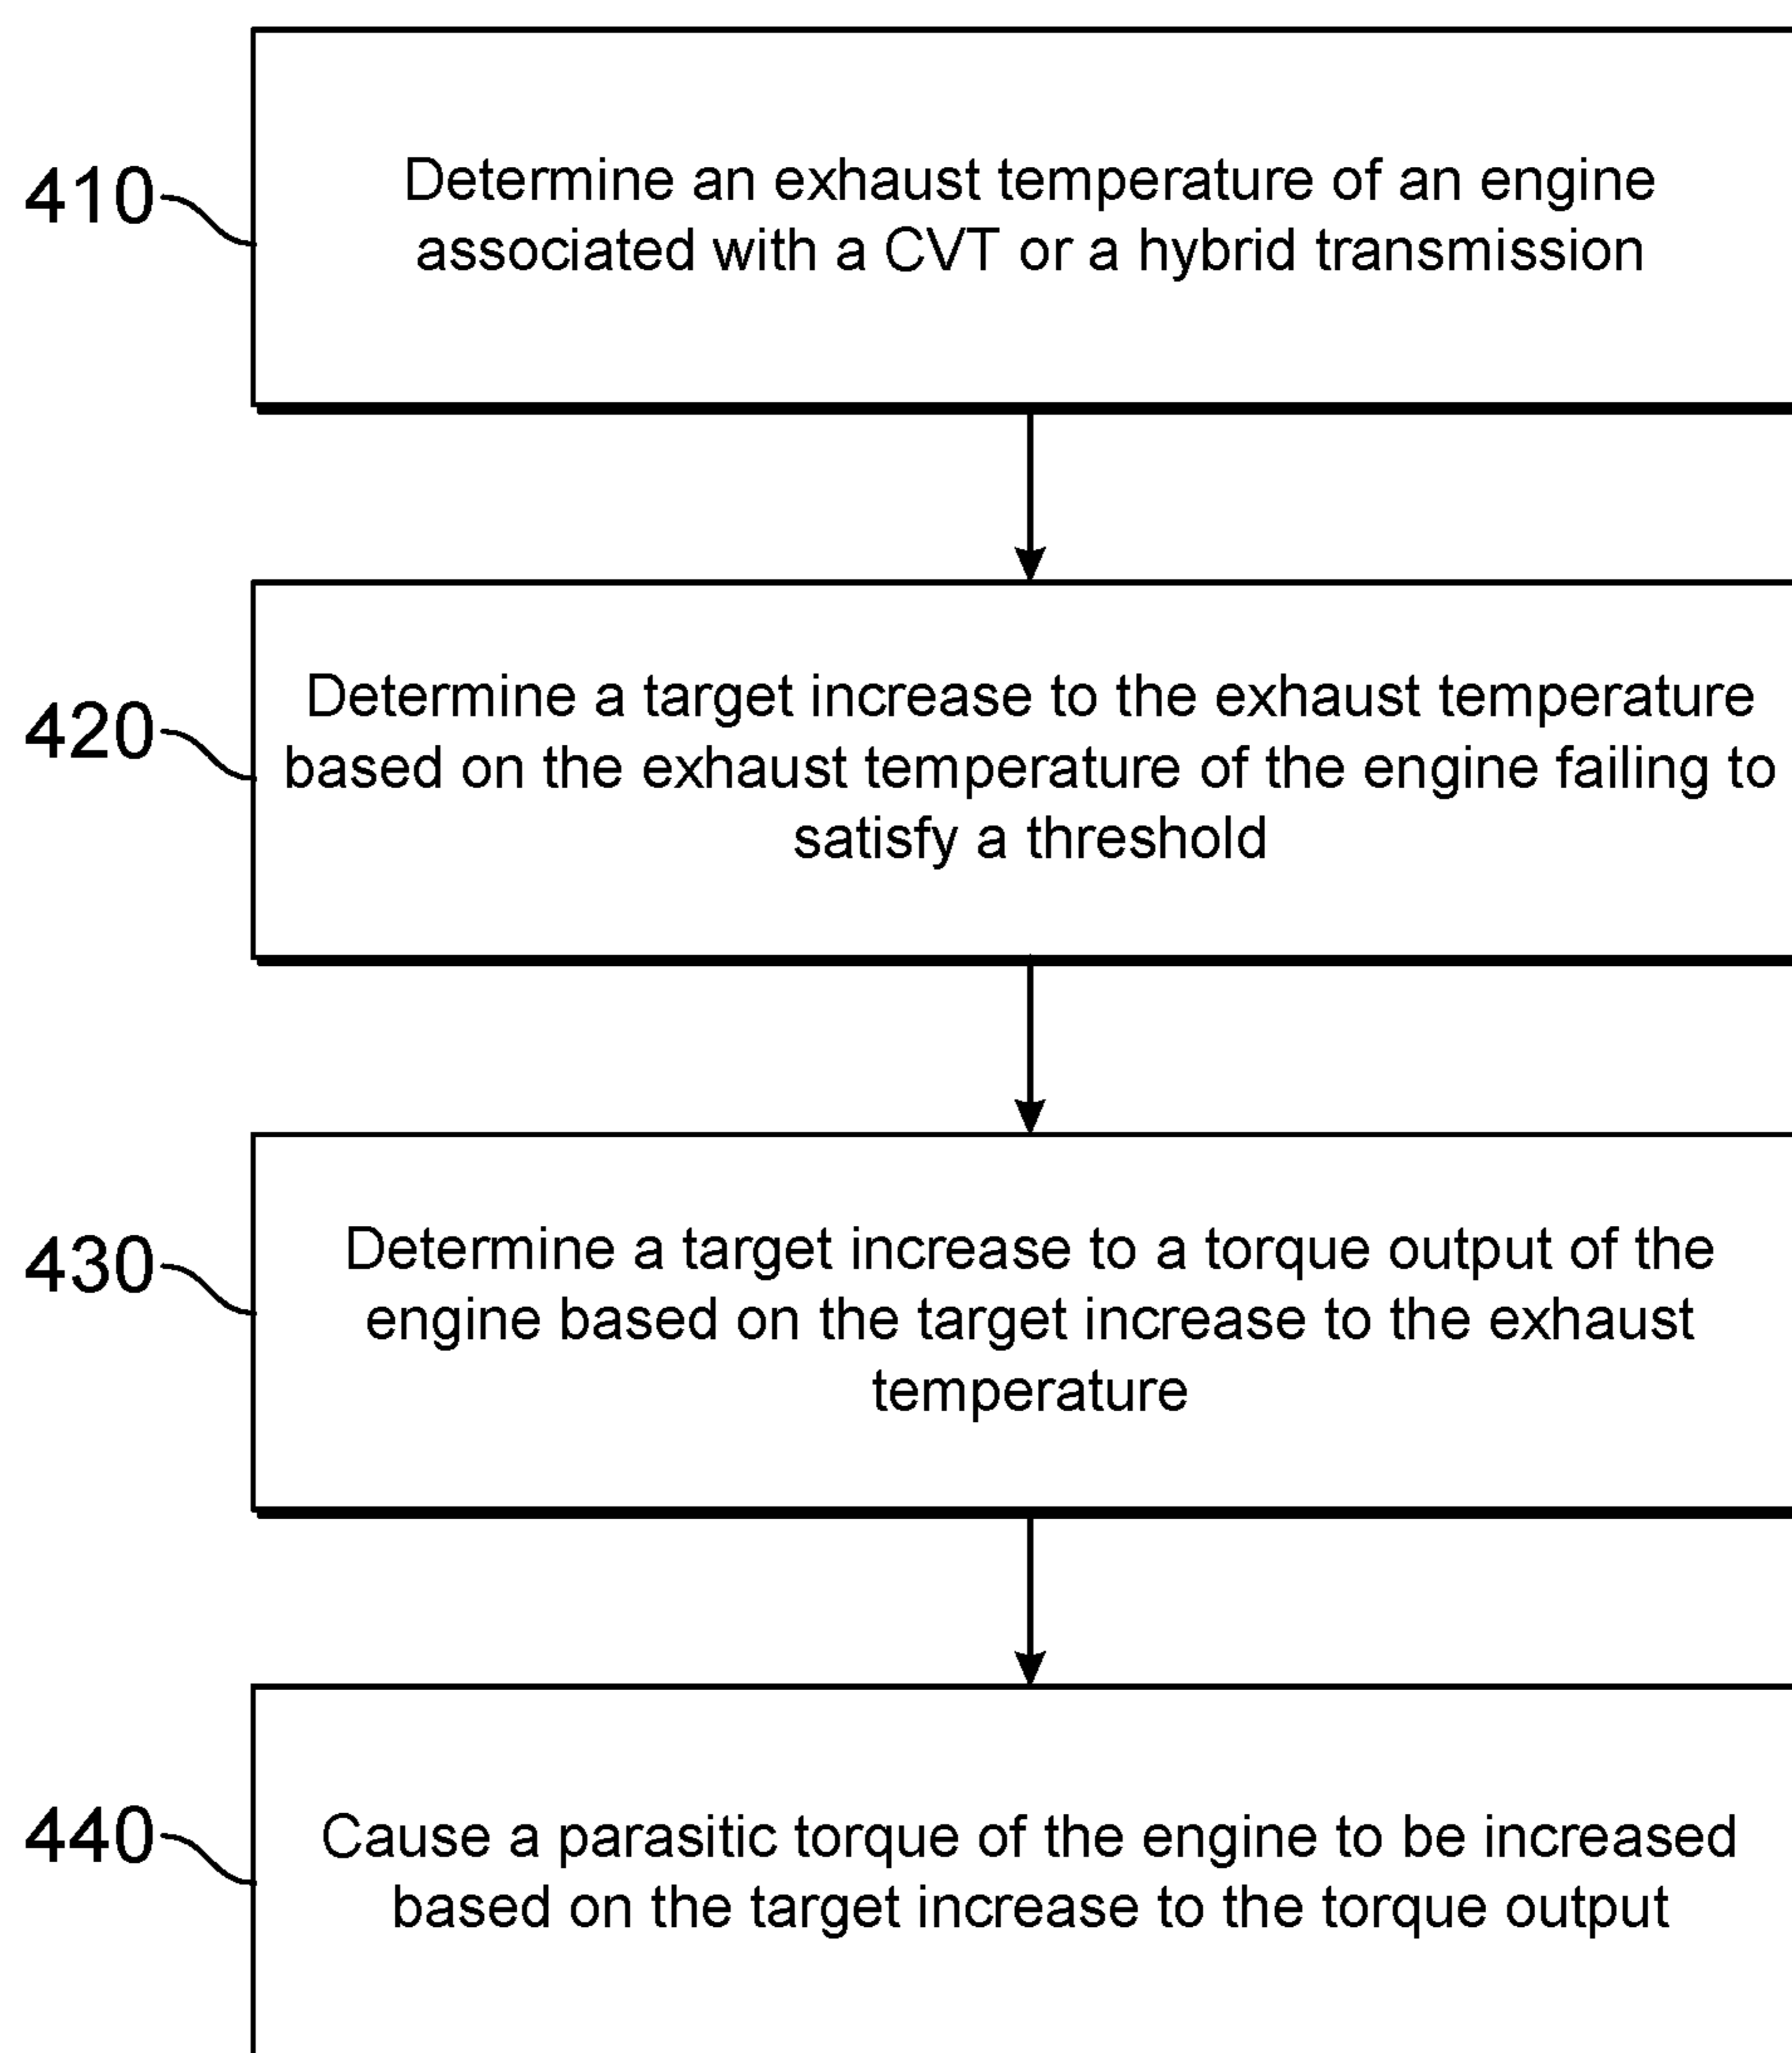 410
Determine an exhaust temperature of an engine
associated with a CVT or a hybrid transmission
420
Determine a target increase to the exhaust temperature
based on the exhaust temperature of the engine failing to
satisfy a threshold
430
Determine a target increase to a torque output of the
engine based on the target increase to the exhaust
temperature
440
Cause a parasitic torque of the engine to be increased
based on the target increase to the torque output